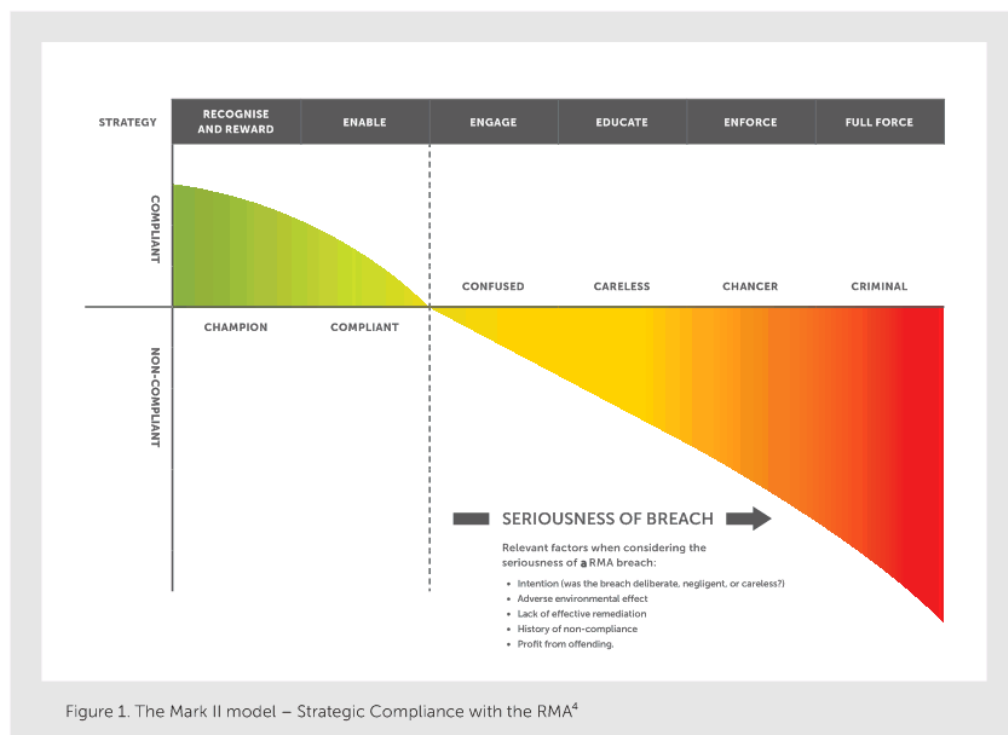 STRATEGY
RECOGNISE
AND REWARD
ENABLE
ENGAGE
EDUCATE
ENFORCE
FULL FORCE
COMPLIANT
CONFUSED
CARELESS
CHANCER
CRIMINAL
CHAMPION
COMPLIANT
NON-COMPLIANT
SERIOUSNESS OF BREACH
Relevant factors when considering the
seriousness of a RMA breach:
• Intention (was the breach deliberate, negligent, or careless?)
• Adverse environmental effect
• Lack of effective remediation
• History of non-compliance
• Profit from offending.
Figure 1. The Mark II model – Strategic Compliance with the RMA⁴